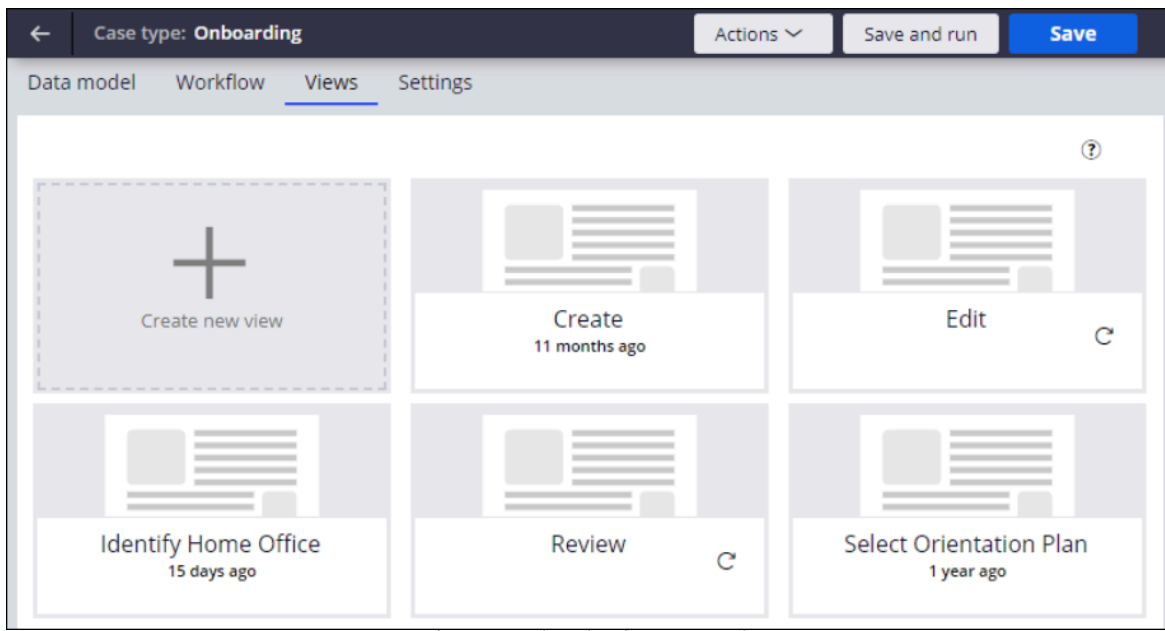 Case type: Onboarding
Actions
Save and run
Save
Data model
Workflow
Views
Settings
?
Create new view
Create
11 months ago
Edit
Identify Home Office
15 days ago
Review
Select Orientation Plan
1 year ago